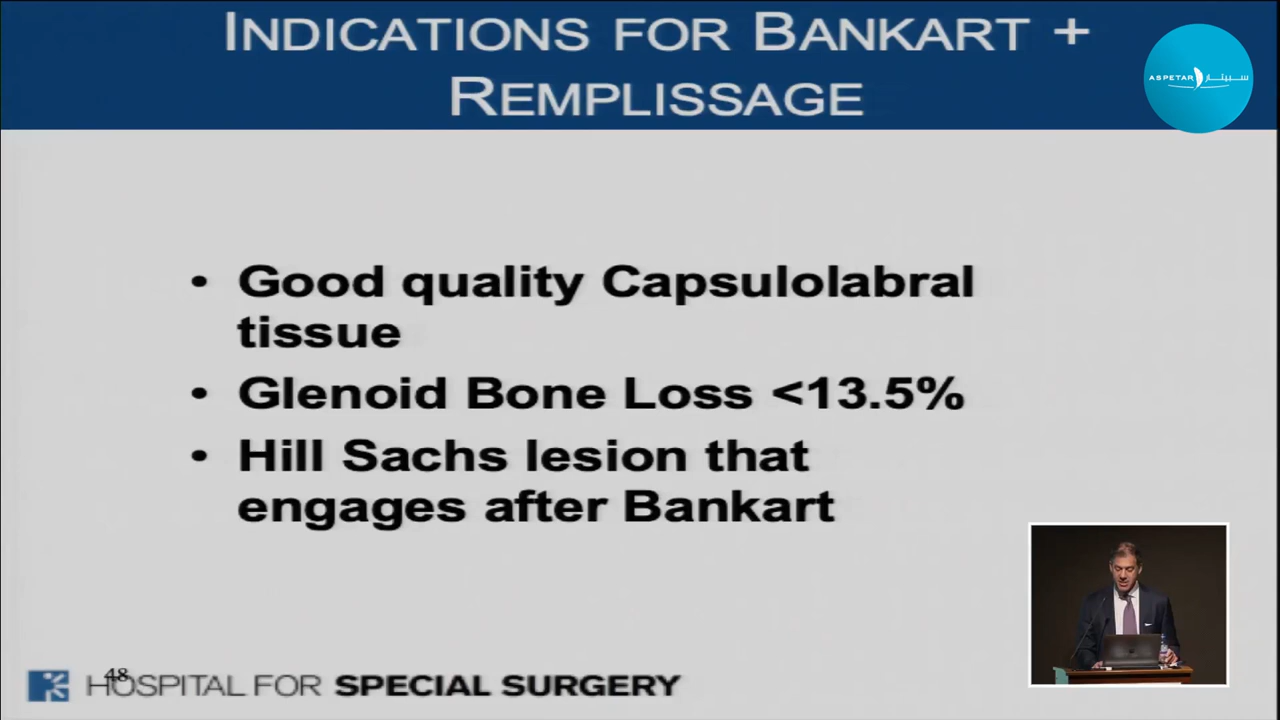 INDICATIONS FOR BANKART +
REMPLISSAGE
ASPETAR سبيتار
• Good quality Capsulolabral
tissue
• Glenoid Bone Loss <13.5%
• Hill Sachs lesion that
engages after Bankart
48
HOSPITAL FOR SPECIAL SURGERY